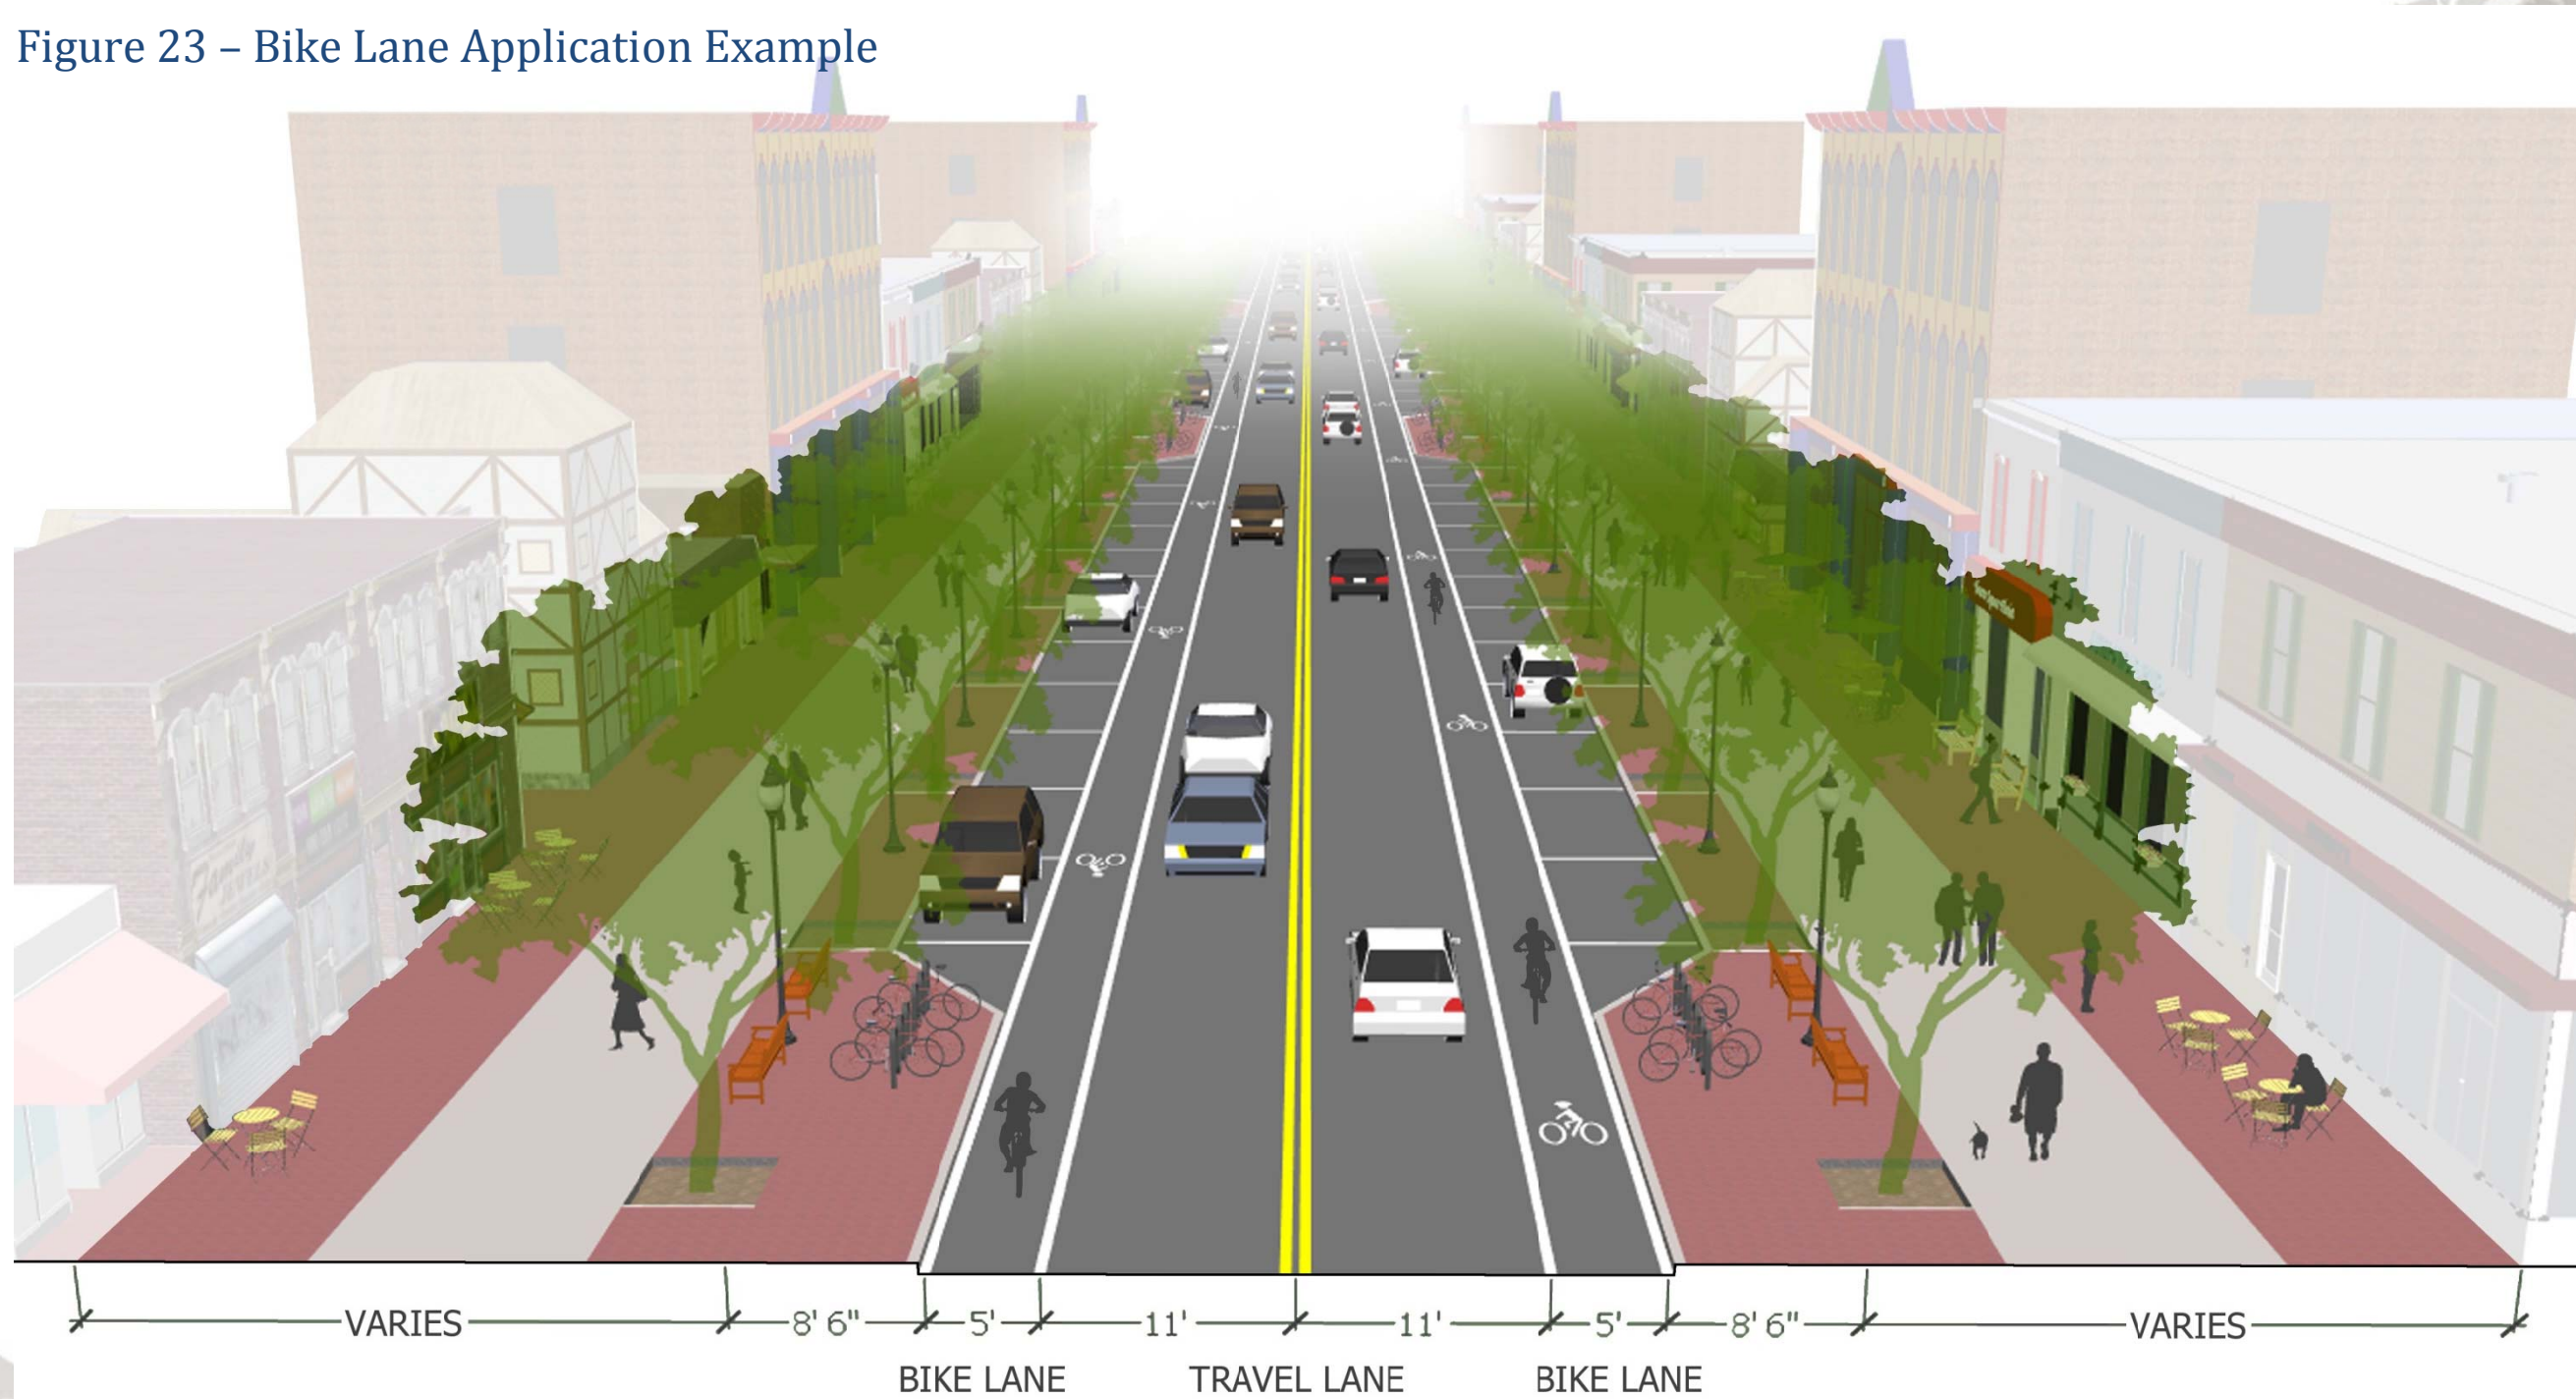 Figure 23 – Bike Lane Application Example
Family
VARIES 8' 6" 5' 11' 11' 5' 8' 6" VARIES
BIKE LANE TRAVEL LANE BIKE LANE